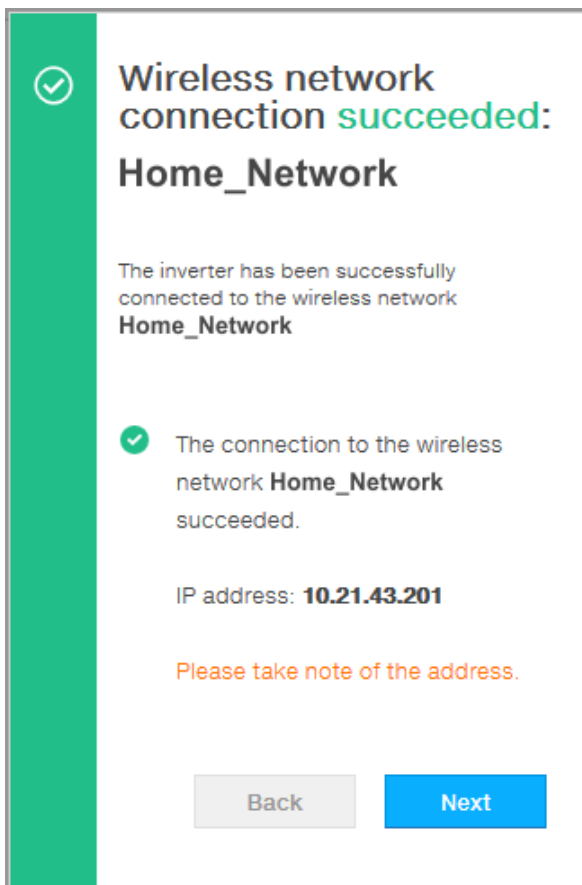 Wireless network
connection succeeded:
Home_Network
The inverter has been successfully
connected to the wireless network
Home_Network
The connection to the wireless
network Home_Network
succeeded.
IP address: 10.21.43.201
Please take note of the address.
Back
Next